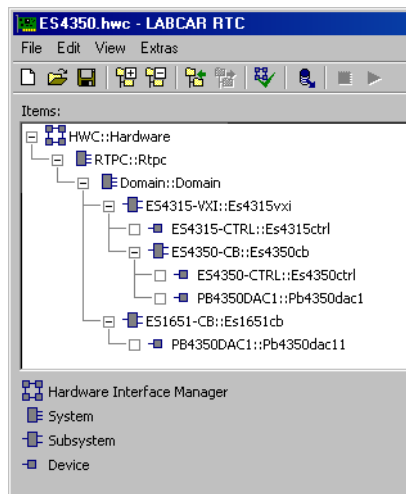 ES4350.hwc - LABCAR RTC
File Edit View Extras
Items:
HWC::Hardware
RTPC::Rtpc
Domain::Domain
ES4315-VXI::Es4315vxi
ES4315-CTRL::Es4315ctrl
ES4350-CB::Es4350cb
ES4350-CTRL::Es4350ctrl
PB4350DAC1::Pb4350dac1
ES1651-CB::Es1651cb
PB4350DAC1::Pb4350dac11
Hardware Interface Manager
System
Subsystem
Device